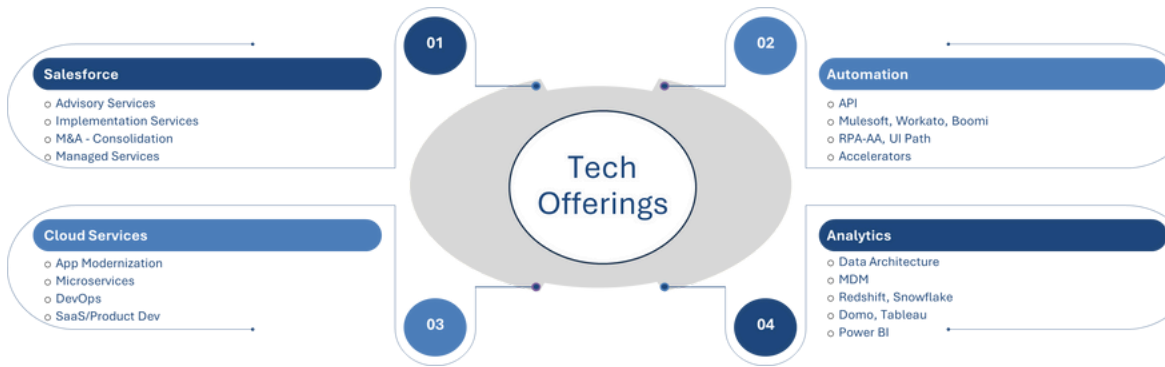 01
Salesforce
Advisory Services
Implementation Services
M&A - Consolidation
Managed Services
02
Automation
API
Mulesoft, Workato, Boomi
RPA-AA, UI Path
Accelerators
Tech
Offerings
Cloud Services
App Modernization
Microservices
DevOps
SaaS/Product Dev
03
Analytics
Data Architecture
MDM
Redshift, Snowflake
Domo, Tableau
Power BI
04